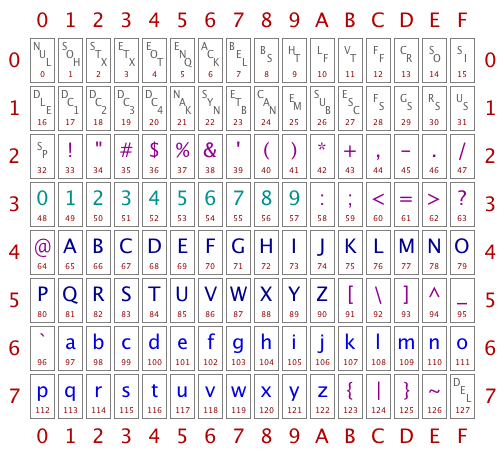 0 1 2 3 4 5 6 7 8 9 A B C D E F
0 NUL SOH STX ETX EOT ENQ ACK BEL BS HT LF VT FF CR SO SI 0
0 1 2 3 4 5 6 7 8 9 10 11 12 13 14 15
1 DLE DC1 DC2 DC3 DC4 NAK SYN ETB CAN EM SUB ESC FS GS RS US 1
16 17 18 19 20 21 22 23 24 25 26 27 28 29 30 31
2 SP ! " # $ % & ' ( ) * + , - . / 2
32 33 34 35 36 37 38 39 40 41 42 43 44 45 46 47
3 0 1 2 3 4 5 6 7 8 9 : ; < = > ? 3
48 49 50 51 52 53 54 55 56 57 58 59 60 61 62 63
4 @ A B C D E F G H I J K L M N O 4
64 65 66 67 68 69 70 71 72 73 74 75 76 77 78 79
5 P Q R S T U V W X Y Z [ \ ] ^ _ 5
80 81 82 83 84 85 86 87 88 89 90 91 92 93 94 95
6 ` a b c d e f g h i j k l m n o 6
96 97 98 99 100 101 102 103 104 105 106 107 108 109 110 111
7 p q r s t u v w x y z { | } ~ DEL 7
112 113 114 115 116 117 118 119 120 121 122 123 124 125 126 127
0 1 2 3 4 5 6 7 8 9 A B C D E F